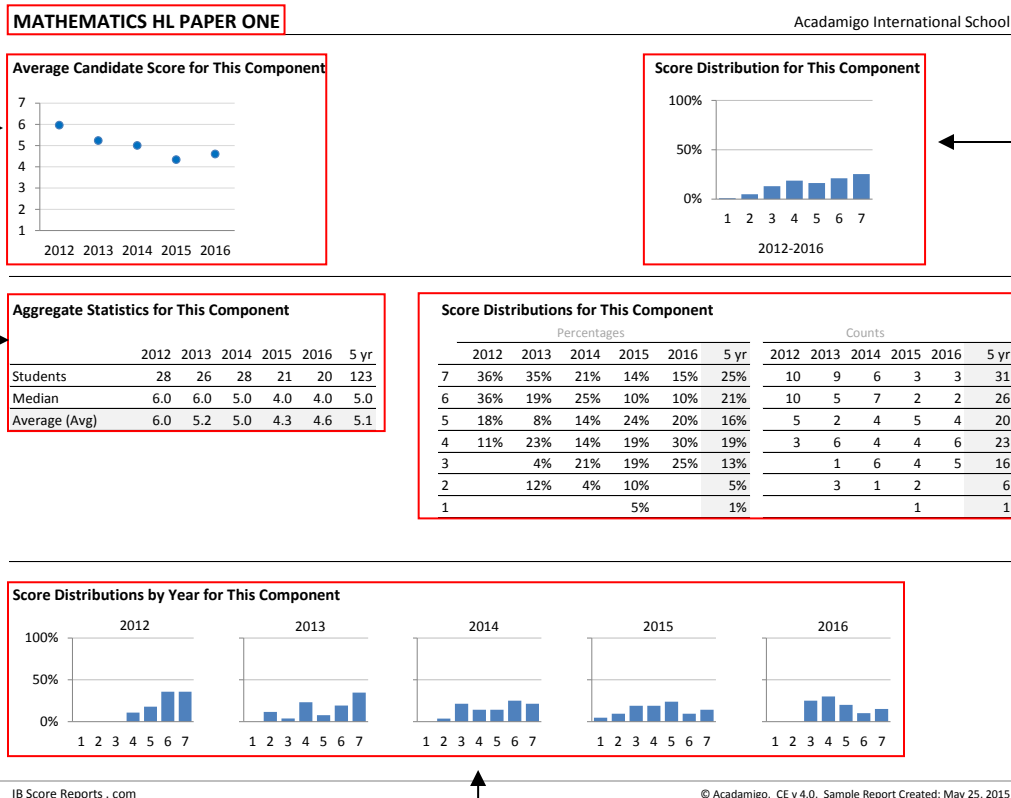 MATHEMATICS HL PAPER ONE
Acadamigo International School
Average Candidate Score for This Component
7
6
5
4
3
2
1
2012 2013 2014 2015 2016
Score Distribution for This Component
100%
50%
0%
1 2 3 4 5 6 7
2012-2016
Aggregate Statistics for This Component
2012 2013 2014 2015 2016 5 yr
Students 28 26 28 21 20 123
Median 6.0 6.0 5.0 4.0 4.0 5.0
Average (Avg) 6.0 5.2 5.0 4.3 4.6 5.1
Score Distributions for This Component
Percentages Counts
2012 2013 2014 2015 2016 5 yr 2012 2013 2014 2015 2016 5 yr
7 36% 35% 21% 14% 15% 25% 10 9 6 3 3 31
6 36% 19% 25% 10% 10% 21% 10 5 7 2 2 26
5 18% 8% 14% 24% 20% 16% 5 2 4 5 4 20
4 11% 23% 14% 19% 30% 19% 3 6 4 4 6 23
3 4% 21% 19% 25% 13% 1 6 4 5 16
2 12% 4% 10% 5% 3 1 2 6
1 5% 1% 1 1
Score Distributions by Year for This Component
2012 2013 2014 2015 2016
100%
50%
0%
1 2 3 4 5 6 7 1 2 3 4 5 6 7 1 2 3 4 5 6 7 1 2 3 4 5 6 7 1 2 3 4 5 6 7
IB Score Reports . com
© Acadamigo, CE v 4.0, Sample Report Created: May 25, 2015